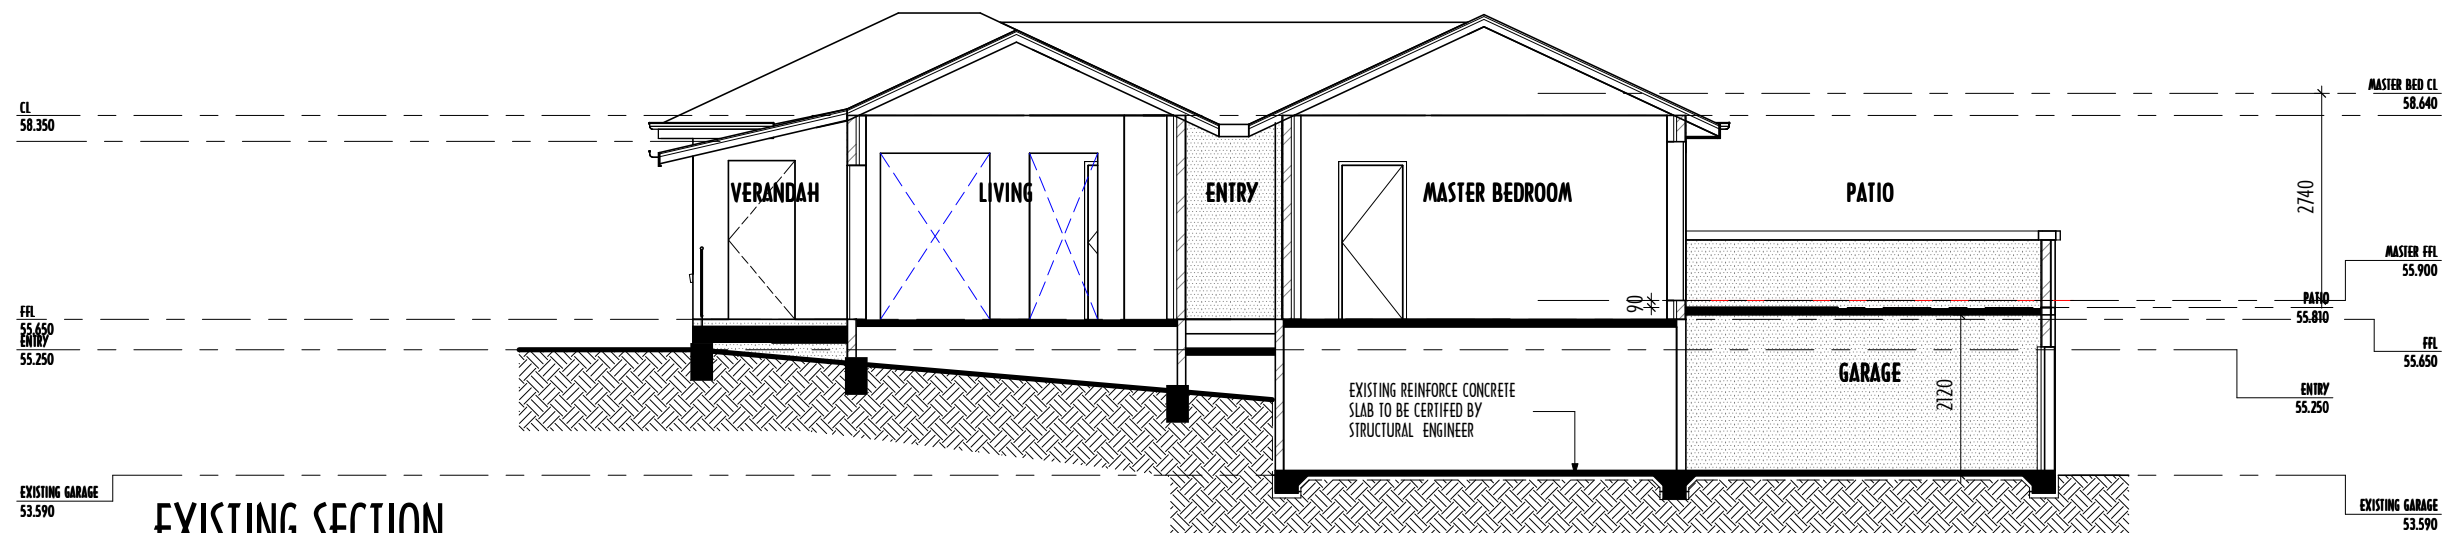 CL
58.350
MASTER BED CL
58.640
VERANDAH
LIVING
ENTRY
MASTER BEDROOM
PATIO
2740
MASTER FFL
55.900
FFL
55.650
ENTRY
55.250
90
PATIO
55.810
FFL
55.650
GARAGE
2120
ENTRY
55.250
EXISTING REINFORCE CONCRETE
SLAB TO BE CERTIFED BY
STRUCTURAL ENGINEER
EXISTING GARAGE
53.590
EXISTING SECTION
EXISTING GARAGE
53.590